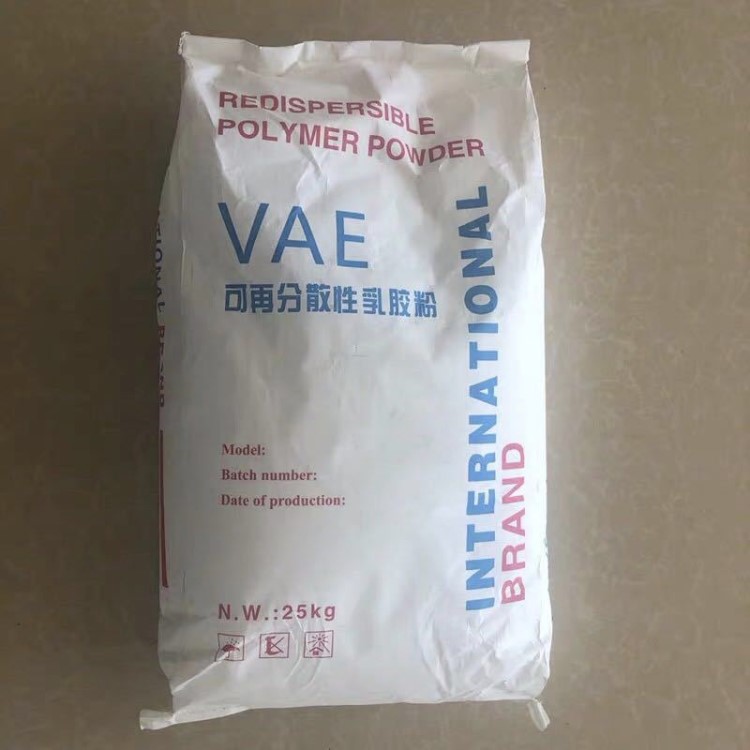 REDISPERSIBLE
POLYMER POWDER
VAE
可再分散性乳胶粉
INTERNATIONAL
BRAND
Model:
Batch number:
Date of production:
N.W.:25kg